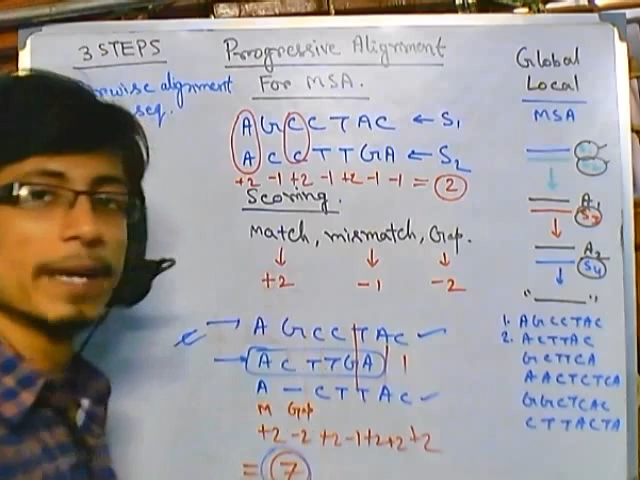 3 STEPS
wise alignment
seq.
Progressive Alignment
For MSA.
A G C C T A C ← S1
A C C T T G A ← S2
+2 -1 +2 -1 +2 -1 -1 = 2
Scoring.
Match, mismatch, Gap.
↓ ↓ ↓
+2 -1 -2
→ A G C C T A C
→ A C T T G A 1
A - C T T A C
M Gap
+2 -2 +2 -1 +2 +2 +2
= 7
Global
Local
MSA
A1
S3
A2
S4
"______"
1. A G C C T A C
2. A C T T A C
G C T T C A
A A C T C T C A
G G C T C A C
C T T A C T A